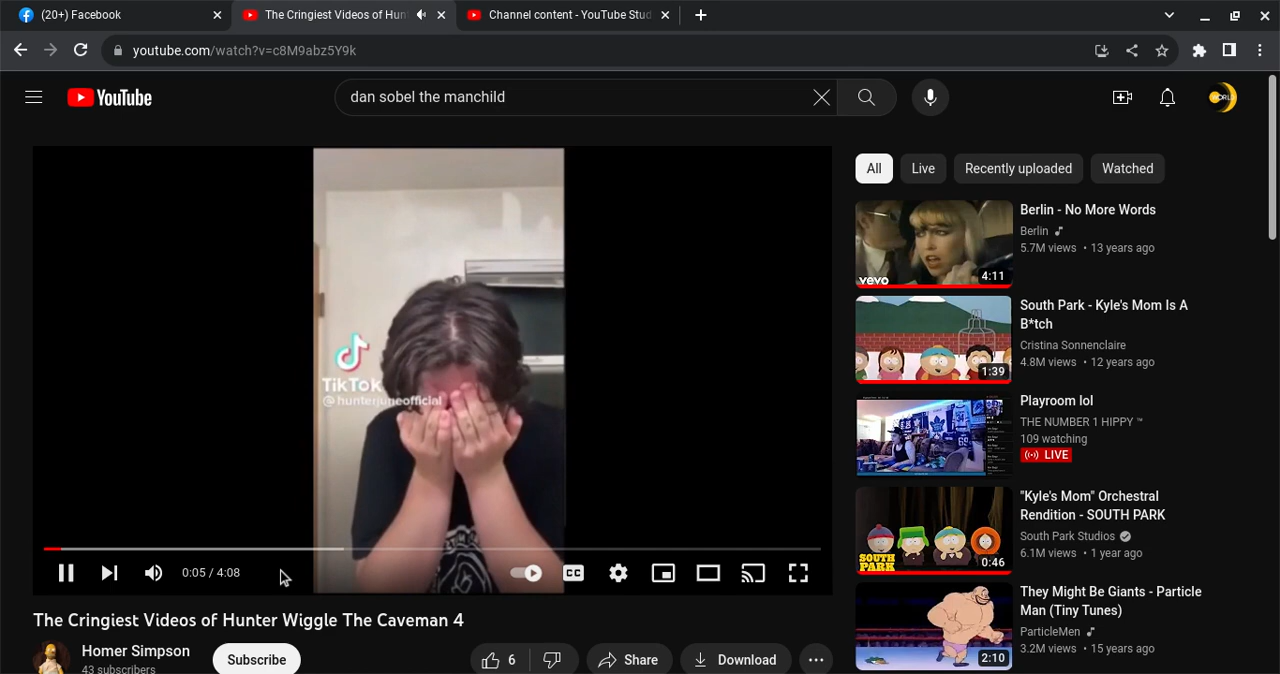 (20+) Facebook
The Cringiest Videos of Hun
Channel content - YouTube Stud
youtube.com/watch?v=c8M9abz5Y9k
YouTube
dan sobel the manchild
WORLD
TikTok
@hunterjuneofficial
0:05 / 4:08
CC
The Cringiest Videos of Hunter Wiggle The Caveman 4
Homer Simpson
43 subscribers
Subscribe
6
Share
Download
All
Live
Recently uploaded
Watched
vevo
4:11
Berlin - No More Words
Berlin
5.7M views • 13 years ago
1:39
South Park - Kyle's Mom Is A
B*tch
Cristina Sonnenclaire
4.8M views • 12 years ago
Playroom lol
THE NUMBER 1 HIPPY ™
109 watching
LIVE
SOUTH
PARK
0:46
"Kyle's Mom" Orchestral
Rendition - SOUTH PARK
South Park Studios
6.1M views • 1 year ago
2:10
They Might Be Giants - Particle
Man (Tiny Tunes)
ParticleMen
3.2M views • 15 years ago